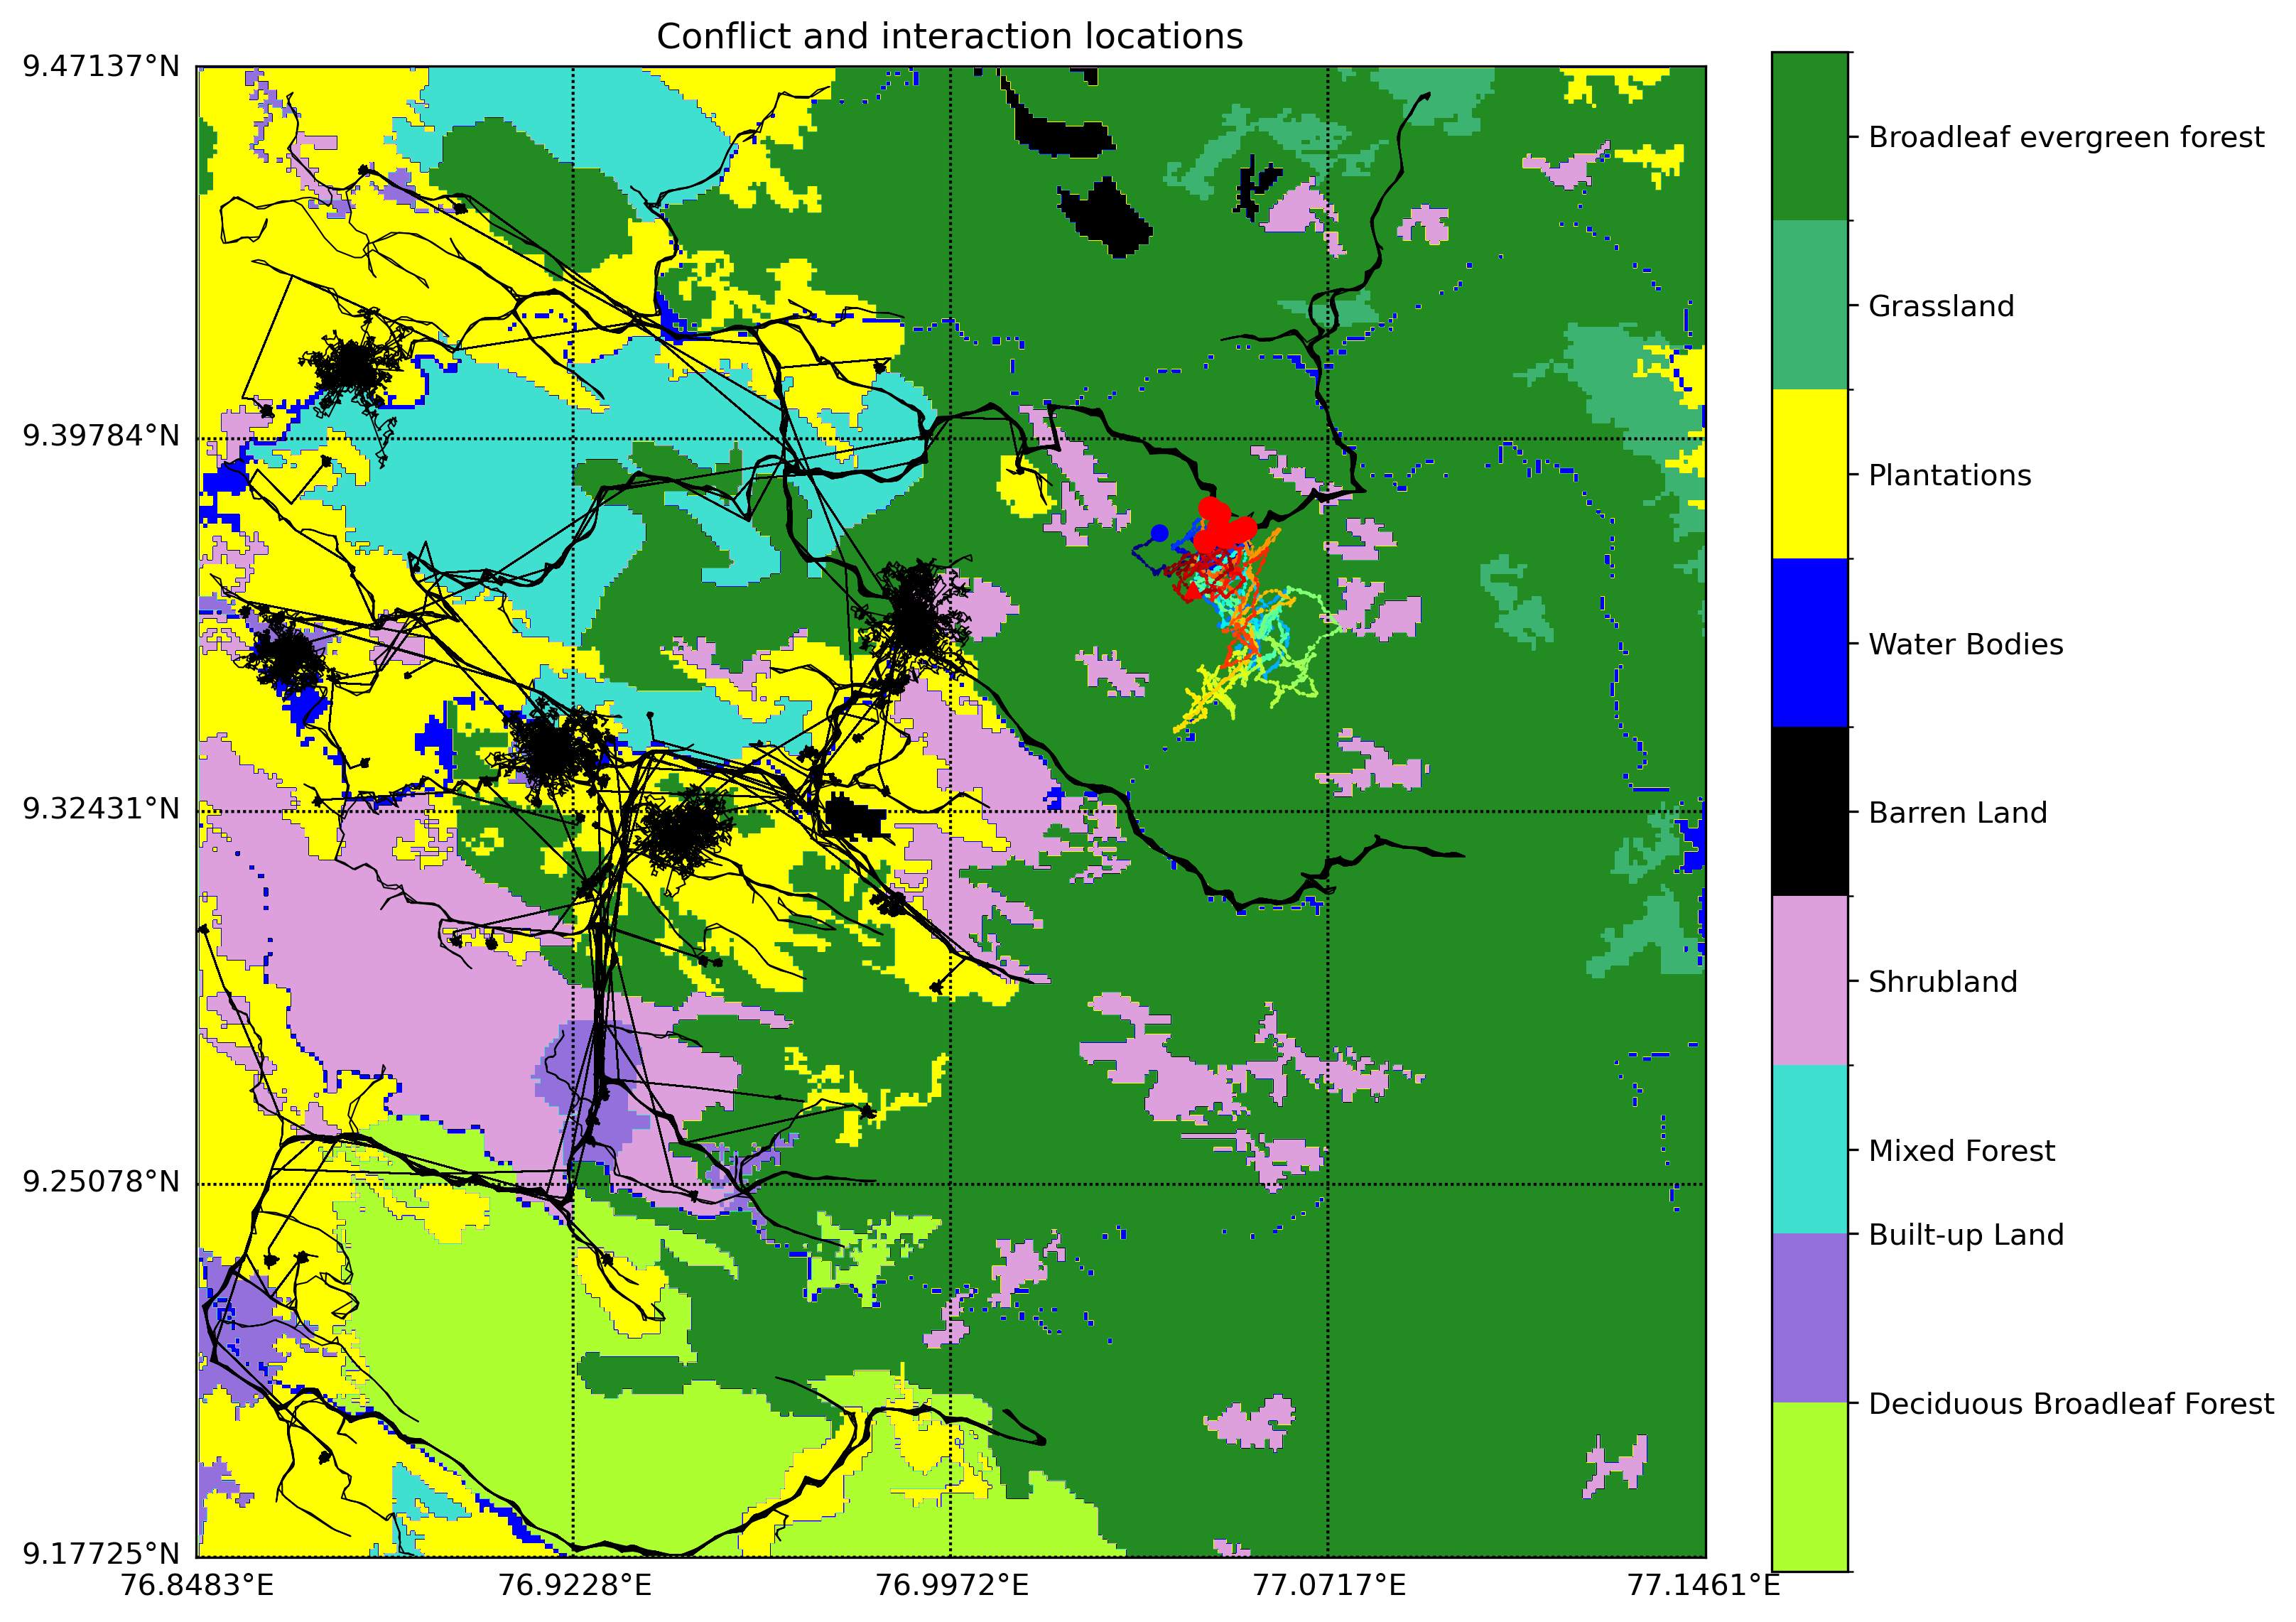 Conflict and interaction locations
9.47137°N
9.39784°N
9.32431°N
9.25078°N
9.17725°N
76.8483°E
76.9228°E
76.9972°E
77.0717°E
77.1461°E
Broadleaf evergreen forest
Grassland
Plantations
Water Bodies
Barren Land
Shrubland
Mixed Forest
Built-up Land
Deciduous Broadleaf Forest